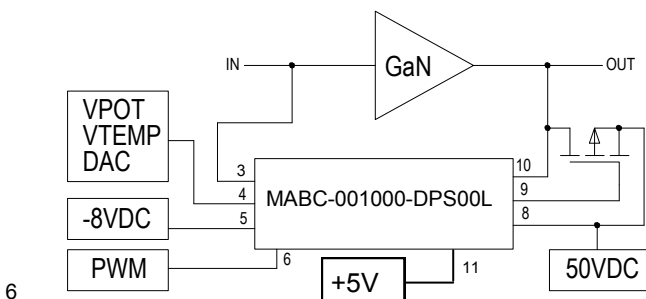 IN
GaN
OUT
VPOT
VTEMP
DAC
3
10
MABC-001000-DPS00L
9
4
8
-8VDC
5
PWM
6
+5V
11
50VDC
6